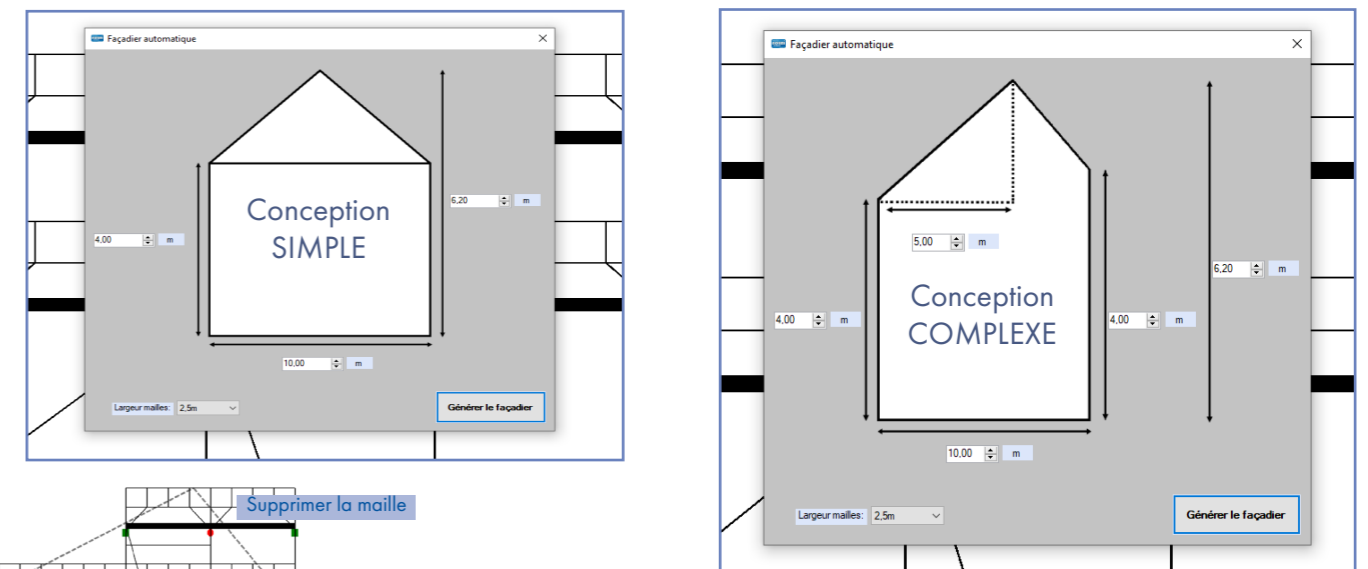 Façadier automatique
Conception
SIMPLE
6,20 m
4,00 m
10,00 m
Largeur mailles: 2,5m
Générer le façadier
Supprimer la maille
Façadier automatique
5,00 m
6,20 m
Conception
COMPLEXE
4,00 m
4,00 m
10,00 m
Largeur mailles: 2,5m
Générer le façadier